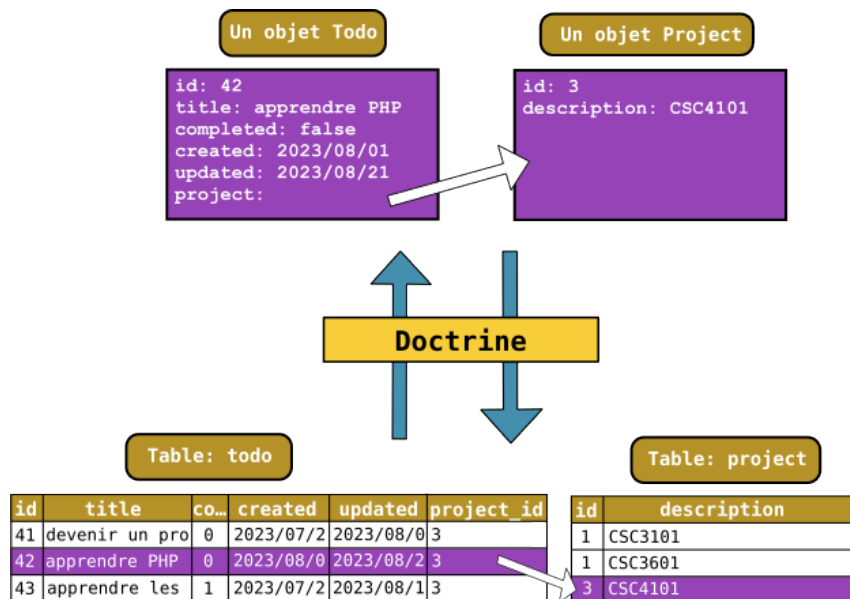 Un objet Todo
Un objet Project
id: 42
title: apprendre PHP
completed: false
created: 2023/08/01
updated: 2023/08/21
project:
id: 3
description: CSC4101
Doctrine
Table: todo
Table: project
id title co… created updated project_id
41 devenir un pro 0 2023/07/2 2023/08/0 3
42 apprendre PHP 0 2023/08/0 2023/08/2 3
43 apprendre les 1 2023/07/2 2023/08/1 3
id description
1 CSC3101
1 CSC3601
3 CSC4101